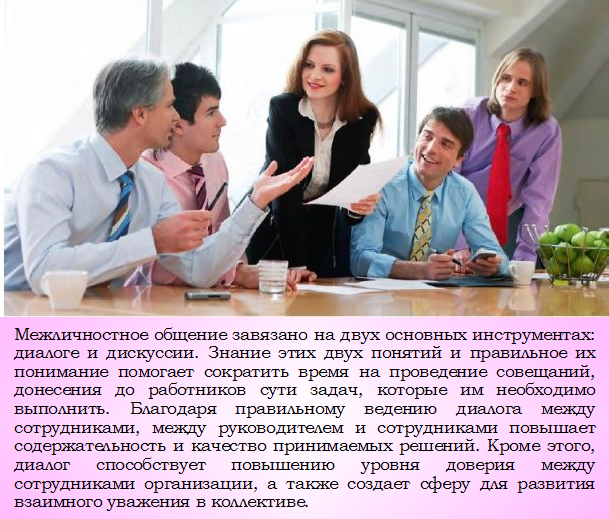 Межличностное общение завязано на двух основных инструментах:
диалоге и дискуссии. Знание этих двух понятий и правильное их
понимание помогает сократить время на проведение совещаний,
донесения до работников сути задач, которые им необходимо
выполнить. Благодаря правильному ведению диалога между
сотрудниками, между руководителем и сотрудниками повышает
содержательность и качество принимаемых решений. Кроме этого,
диалог способствует повышению уровня доверия между
сотрудниками организации, а также создает сферу для развития
взаимного уважения в коллективе.